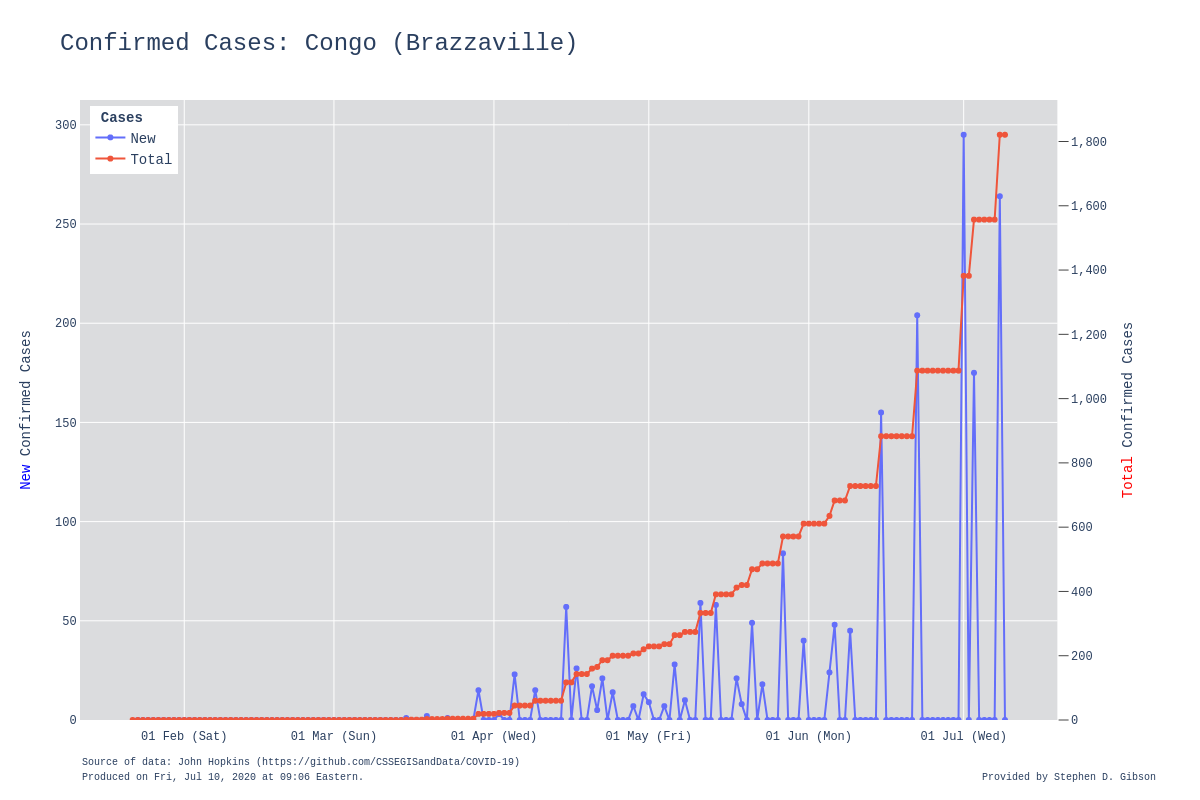 Confirmed Cases: Congo (Brazzaville)
Cases
New
Total
300
250
200
150
100
50
0
1,800
1,600
1,400
1,200
1,000
800
600
400
200
0
New Confirmed Cases
Total Confirmed Cases
01 Feb (Sat) 01 Mar (Sun) 01 Apr (Wed) 01 May (Fri) 01 Jun (Mon) 01 Jul (Wed)
Source of data: John Hopkins (https://github.com/CSSEGISandData/COVID-19)
Produced on Fri, Jul 10, 2020 at 09:06 Eastern.
Provided by Stephen D. Gibson